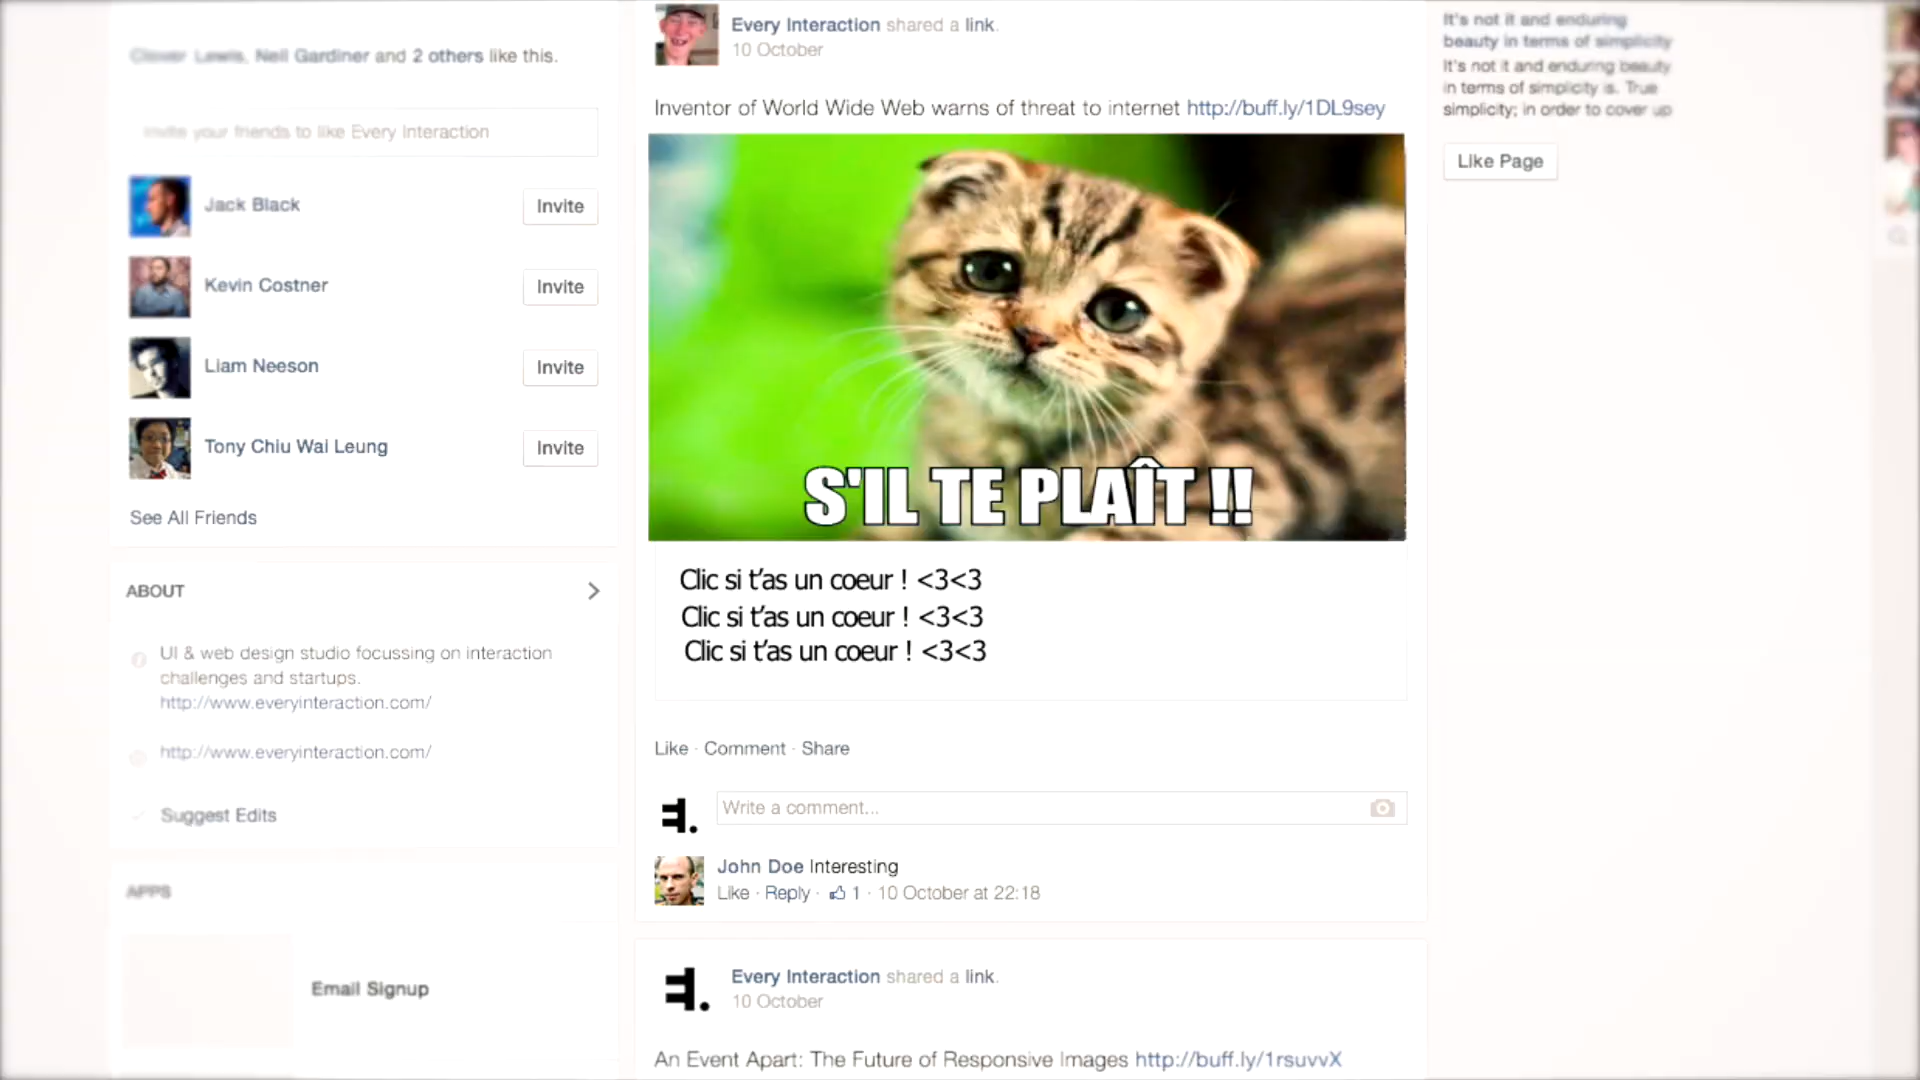 Clover Lewis, Neil Gardiner and 2 others like this.
Invite your friends to like Every Interaction
Jack Black
Invite
Kevin Costner
Invite
Liam Neeson
Invite
Tony Chiu Wai Leung
Invite
See All Friends
ABOUT
UI & web design studio focussing on interaction
challenges and startups.
http://www.everyinteraction.com/
http://www.everyinteraction.com/
Suggest Edits
APPS
Email Signup
Every Interaction shared a link.
10 October
Inventor of World Wide Web warns of threat to internet http://buff.ly/1DL9sey
S'IL TE PLAÎT !!
Clic si t'as un coeur ! <3<3
Clic si t'as un coeur ! <3<3
Clic si t'as un coeur ! <3<3
Like · Comment · Share
Write a comment...
John Doe Interesting
Like · Reply · 1 · 10 October at 22:18
Every Interaction shared a link.
10 October
An Event Apart: The Future of Responsive Images http://buff.ly/1rsuvvX
It's not it and enduring
beauty in terms of simplicity
It's not it and enduring beauty
in terms of simplicity is. True
simplicity; in order to cover up
Like Page